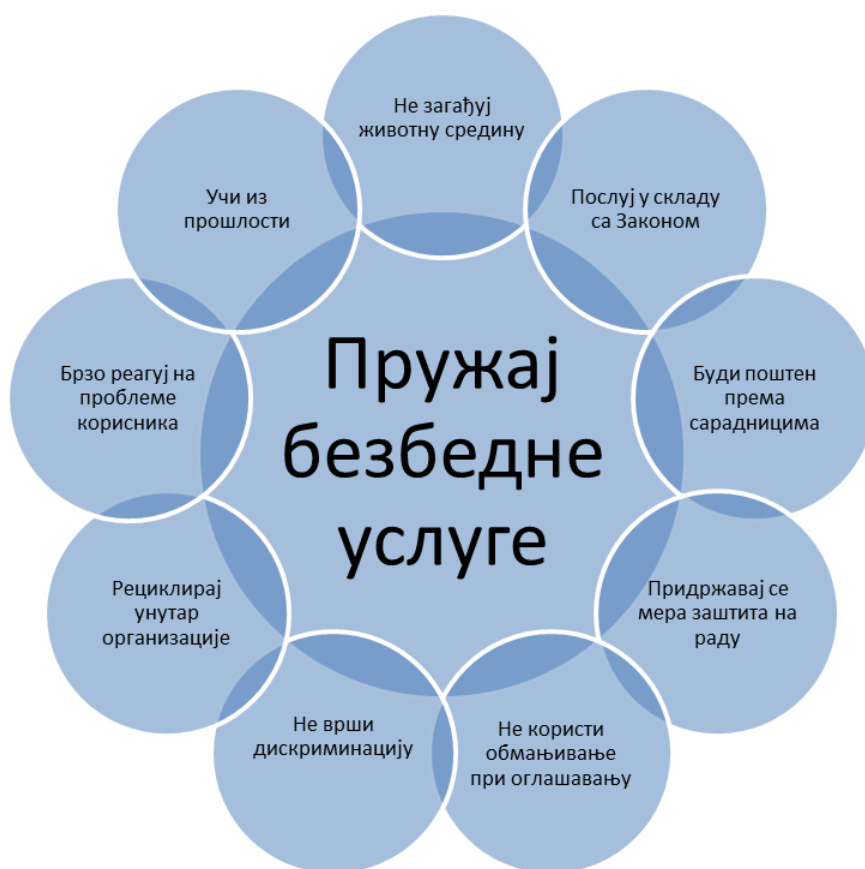 Не загађуј
животну средину
Послуј у складу
са Законом
Буди поштен
према
сарадницима
Придржавај се
мера заштита на
раду
Не користи
обмањивање
при оглашавању
Не врши
дискриминацију
Рециклирај
унутар
организације
Брзо реагуј на
проблеме
корисника
Учи из
прошлости
Пружај
безбедне
услуге